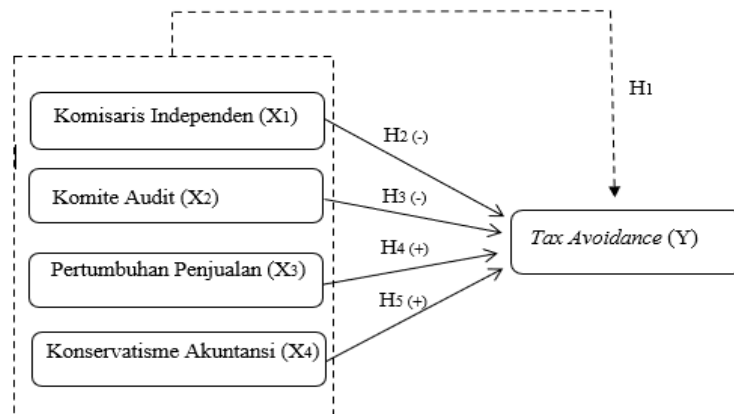 H1
Komisaris Independen (X1)
H2 (-)
Komite Audit (X2)
H3 (-)
Tax Avoidance (Y)
H4 (+)
Pertumbuhan Penjualan (X3)
H5 (+)
Konservatisme Akuntansi (X4)